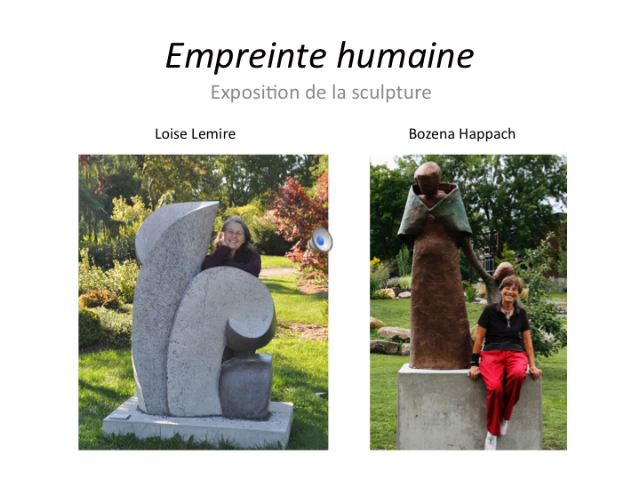 Empreinte humaine
Exposition de la sculpture
Loise Lemire
Bozena Happach